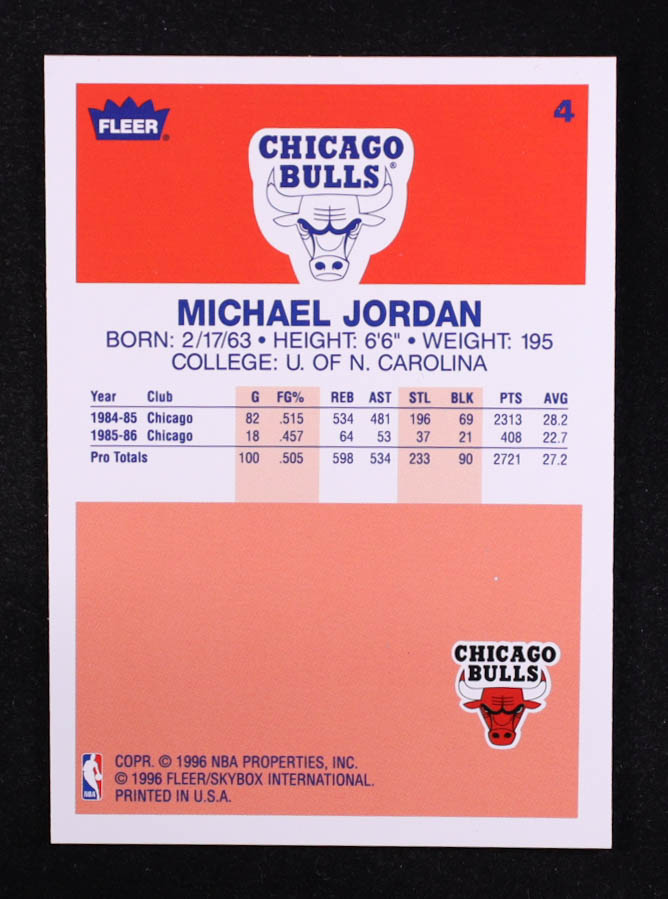 FLEER®
4
CHICAGO
BULLS®
MICHAEL JORDAN
BORN: 2/17/63 • HEIGHT: 6'6" • WEIGHT: 195
COLLEGE: U. OF N. CAROLINA
Year Club G FG% REB AST STL BLK PTS AVG
1984-85 Chicago 82 .515 534 481 196 69 2313 28.2
1985-86 Chicago 18 .457 64 53 37 21 408 22.7
Pro Totals 100 .505 598 534 233 90 2721 27.2
CHICAGO
BULLS
NBA
COPR. © 1996 NBA PROPERTIES, INC.
© 1996 FLEER/SKYBOX INTERNATIONAL.
PRINTED IN U.S.A.